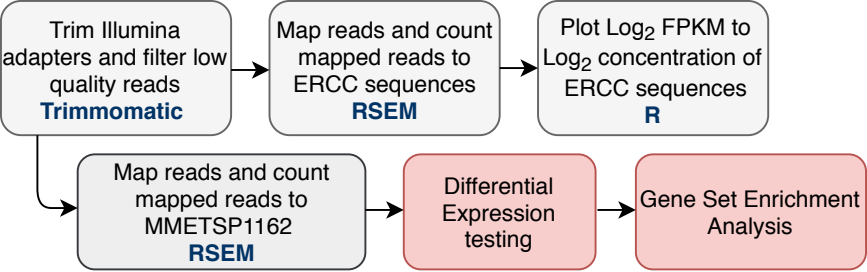 Trim Illumina
adapters and filter low
quality reads
Trimmomatic
Map reads and count
mapped reads to
ERCC sequences
RSEM
Plot Log₂ FPKM to
Log₂ concentration of
ERCC sequences
R
Map reads and count
mapped reads to
MMETSP1162
RSEM
Differential
Expression
testing
Gene Set Enrichment
Analysis